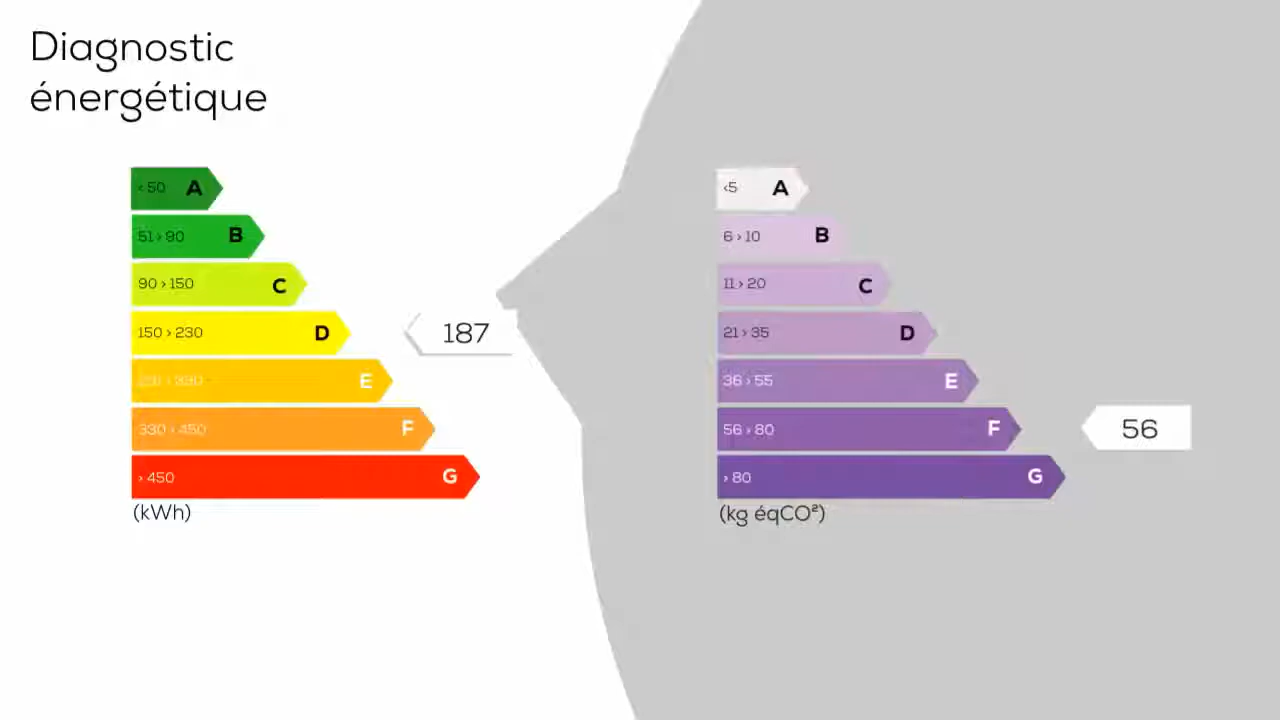 Diagnostic
énergétique
< 50 A
51 > 90 B
90 > 150 C
150 > 230 D
187
E
330 > 450 F
> 450 G
(kWh)
<5 A
6 > 10 B
11 > 20 C
21 > 35 D
36 > 55 E
56 > 80 F
56
> 80 G
(kg éqCO²)